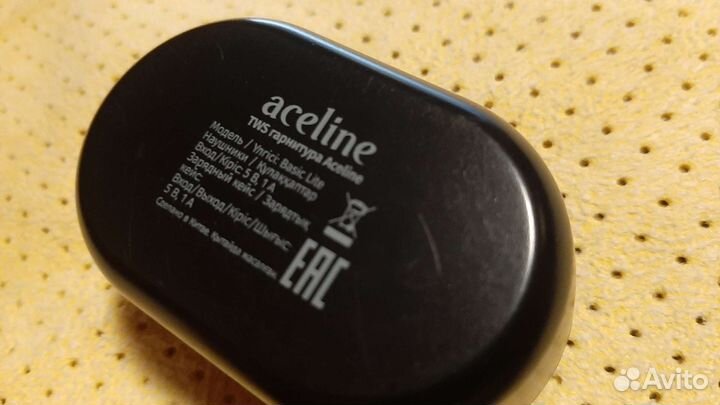 aceline
TWS гарнитура Aceline
Модель / Үлгісі: Basic Lite
Наушники / Құлаққаптар
Вход/Кіріс: 5 В, 1 А
Зарядный кейс / Зарядтық
кейс:
Вход/Выход/Кіріс/Шығыс:
5 В, 1 А
Сделано в Китае. Қытайда жасалған.
EAC
Avito